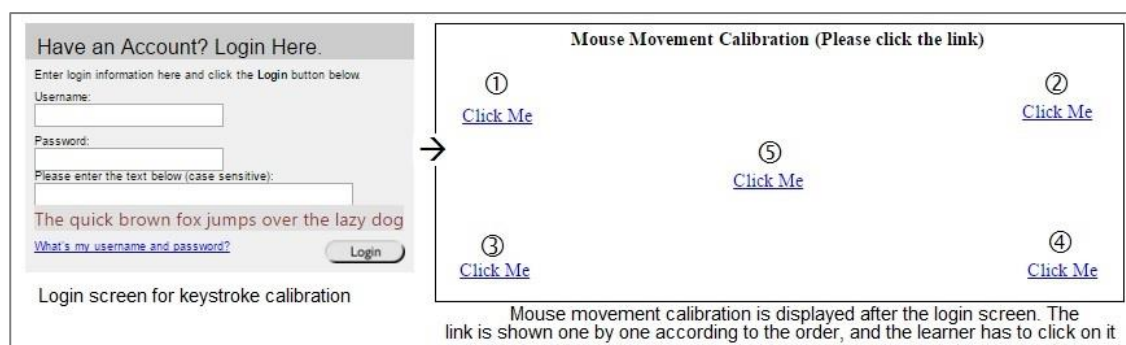 Have an Account? Login Here.
Enter login information here and click the Login button below.
Username:
Password:
Please enter the text below (case sensitive):
The quick brown fox jumps over the lazy dog
What's my username and password?
Login
Login screen for keystroke calibration
→
Mouse Movement Calibration (Please click the link)
①
Click Me
②
Click Me
⑤
Click Me
③
Click Me
④
Click Me
Mouse movement calibration is displayed after the login screen. The
link is shown one by one according to the order, and the learner has to click on it